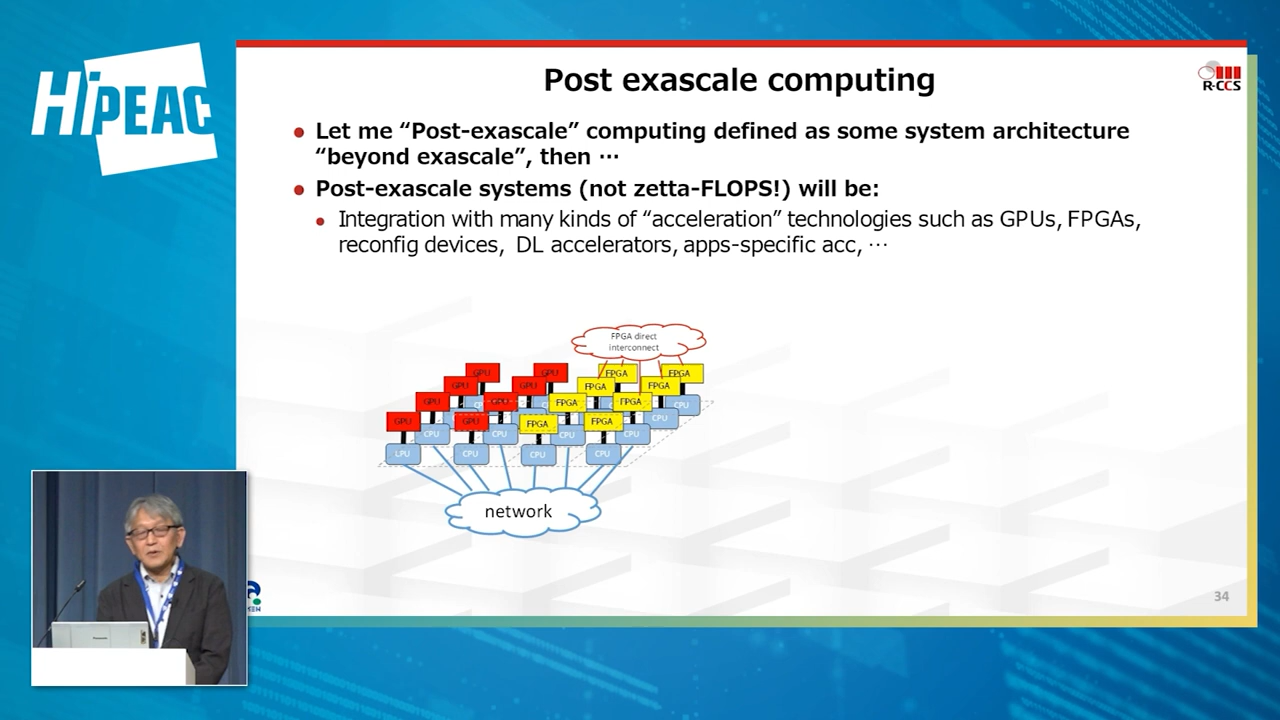 HiPEAC
Post exascale computing
R-CCS
● Let me “Post-exascale” computing defined as some system architecture
“beyond exascale”, then ⋯
● Post-exascale systems (not zetta-FLOPS!) will be:
● Integration with many kinds of “acceleration” technologies such as GPUs, FPGAs,
reconfig devices, DL accelerators, apps-specific acc, ⋯
FPGA direct
interconnect
GPU GPU FPGA FPGA
GPU GPU FPGA FPGA
GPU GPU FPGA FPGA
GPU GPU FPGA FPGA
CPU
CPU
CPU CPU CPU CPU
LPU CPU CPU CPU
network
34